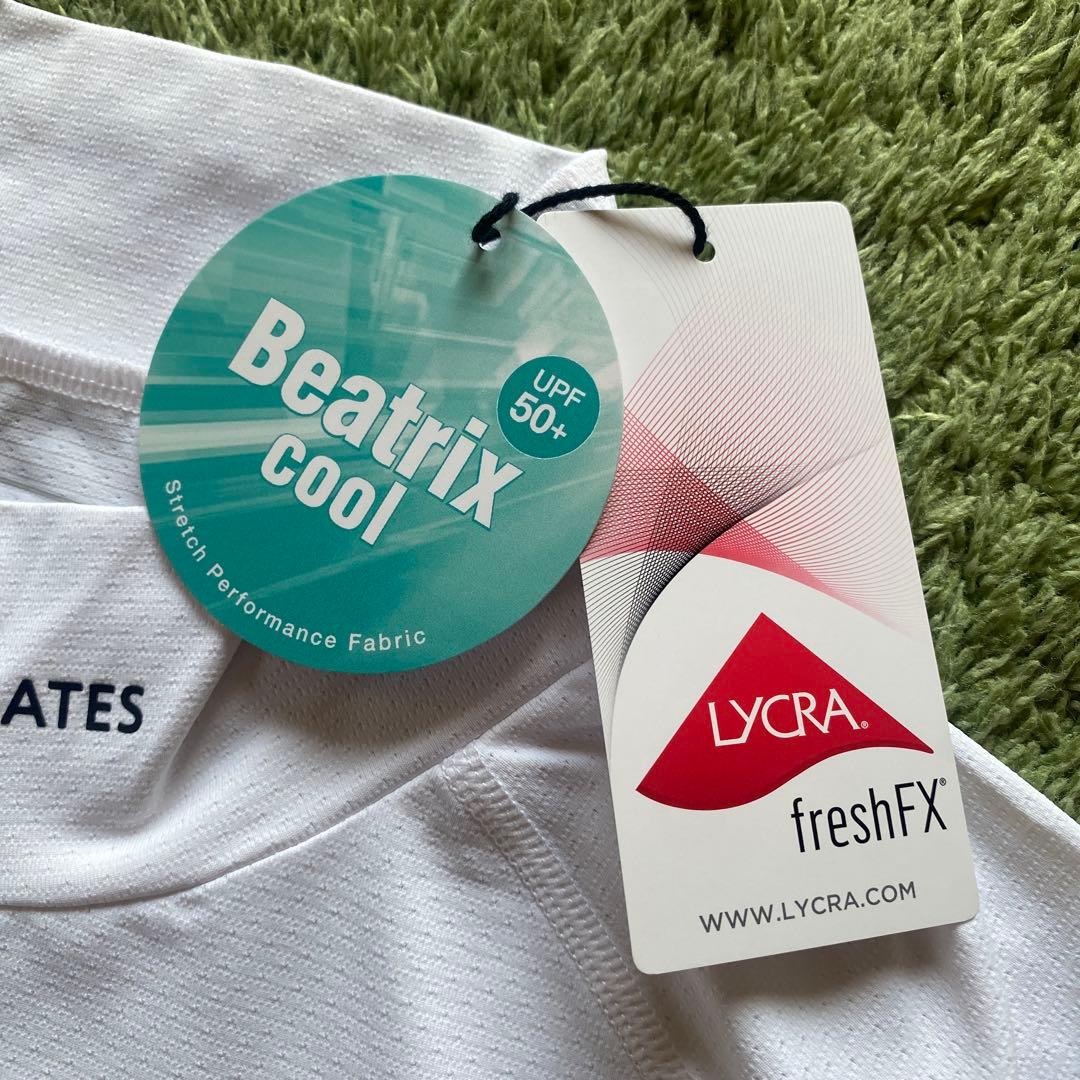 Beatrix
cool
UPF
50+
Stretch Performance Fabric
ATES
LYCRA®
freshFX®
WWW.LYCRA.COM